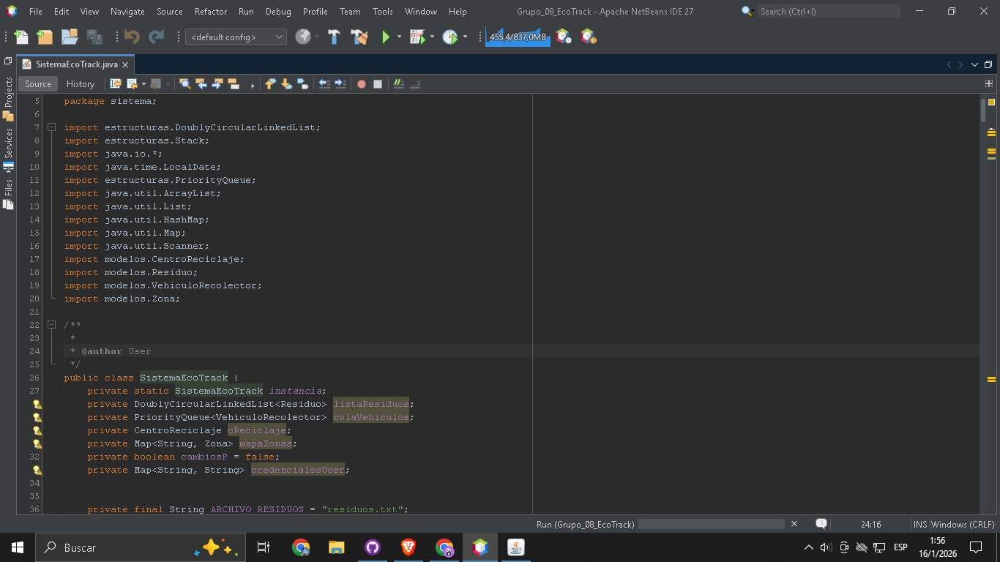 File Edit View Navigate Source Refactor Run Debug Profile Team Tools Window Help Grupo_08_EcoTrack - Apache NetBeans IDE 27 Search (Ctrl+I)
<default config> 455,4/837,0MB
SistemaEcoTrack.java
Source History
Projects
Services
Files
5 package sistema;
6
7 import estructuras.DoublyCircularLinkedList;
8 import estructuras.Stack;
9 import java.io.*;
10 import java.time.LocalDate;
11 import estructuras.PriorityQueue;
12 import java.util.ArrayList;
13 import java.util.List;
14 import java.util.HashMap;
15 import java.util.Map;
16 import java.util.Scanner;
17 import modelos.CentroReciclaje;
18 import modelos.Residuo;
19 import modelos.VehiculoRecolector;
20 import modelos.Zona;
21
22 /**
23 *
24 * @author User
25 */
26 public class SistemaEcoTrack {
27 private static SistemaEcoTrack instancia;
private DoublyCircularLinkedList<Residuo> listaResiduos;
private PriorityQueue<VehiculoRecolector> colaVehiculos;
private CentroReciclaje cReciclaje;
private Map<String, Zona> mapaZonas;
32 private boolean cambiosP = false;
private Map<String, String> credencialesUser;
34
35
36 private final String ARCHIVO_RESIDUOS = "residuos.txt";
Run (Grupo_08_EcoTrack) 24:16 INS Windows (CRLF)
Buscar ESP 1:56
16/1/2026